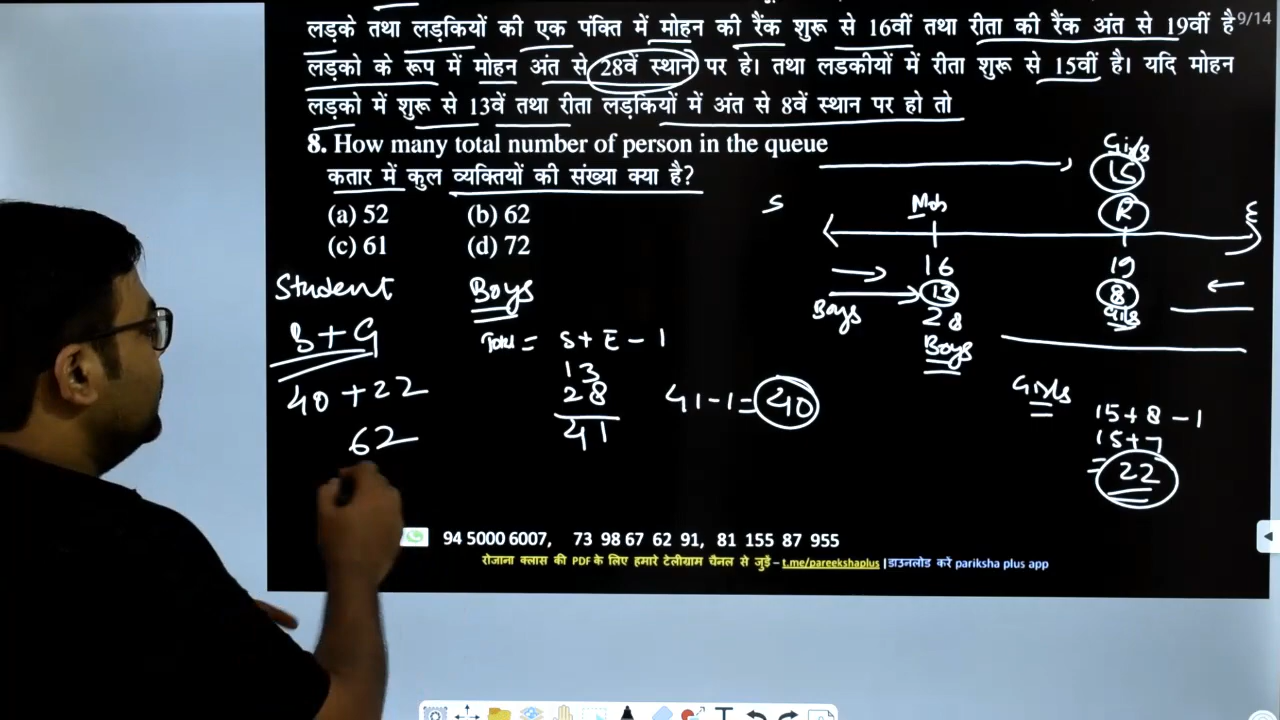 9/14
लड़के तथा लड़कियों की एक पंक्ति में मोहन की रैंक शुरू से 16वीं तथा रीता की रैंक अंत से 19वीं है
लड़को के रूप में मोहन अंत से 28वें स्थान पर हे। तथा लडकीयों में रीता शुरू से 15वीं है। यदि मोहन
लड़को में शुरू से 13वें तथा रीता लड़कियों में अंत से 8वें स्थान पर हो तो
8. How many total number of person in the queue
कतार में कुल व्यक्तियों की संख्या क्या है?
(a) 52 (b) 62
(c) 61 (d) 72
Student
B+G
40+22
62
Boys
Total = S+E-1
13
28
41
41-1=40
Girls
15
S Moh R E
16 19
Boys 13 8
28 Girls
Boys
Girls
15+8-1
15+7
=22
94 5000 6007, 73 98 67 62 91, 81 155 87 955
रोजाना क्लास की PDF के लिए हमारे टेलीग्राम चैनल से जुड़ें – t.me/pareekshaplus | डाउनलोड करें pariksha plus app